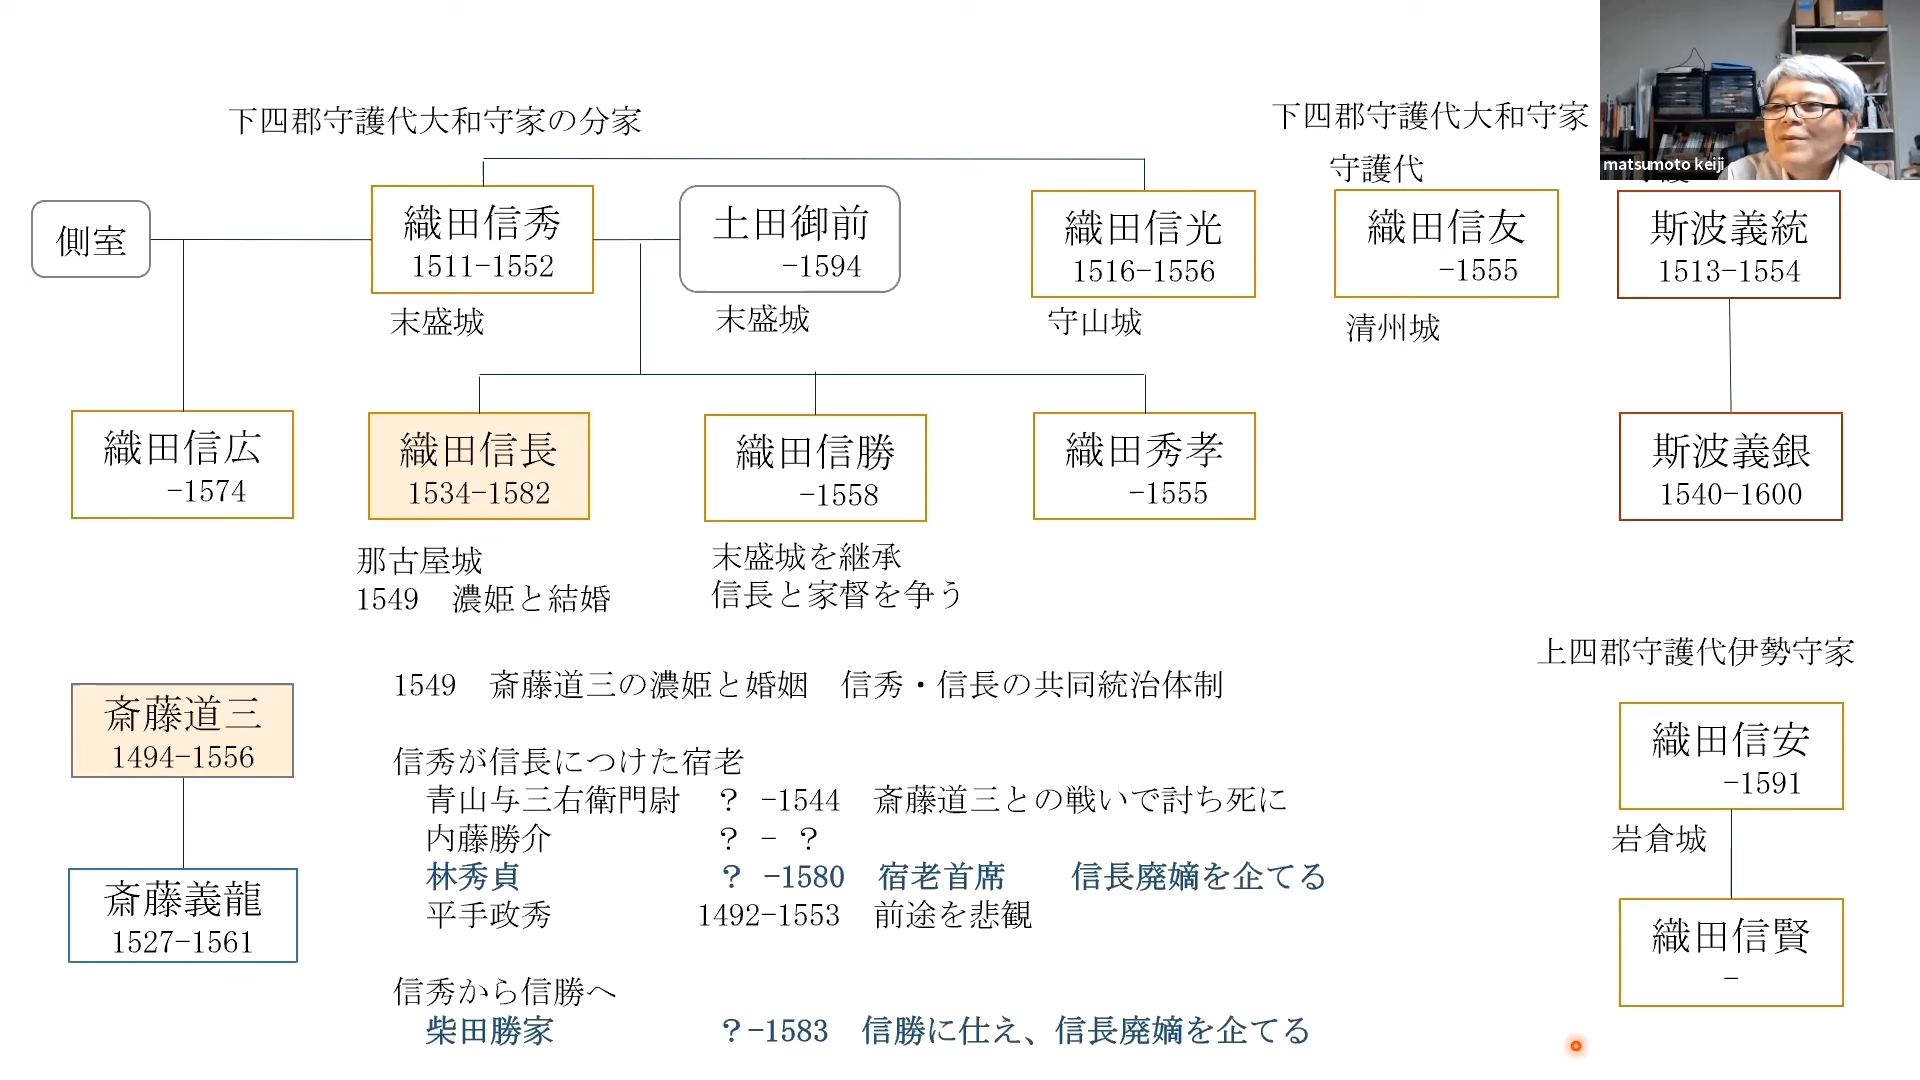 下四郡守護代大和守家の分家
下四郡守護代大和守家
守護代
matsumoto keiji
側室
織田信秀
1511-1552
末盛城
土田御前
-1594
末盛城
織田信光
1516-1556
守山城
織田信友
-1555
清州城
斯波義統
1513-1554
織田信広
-1574
織田信長
1534-1582
那古屋城
1549　濃姫と結婚
織田信勝
-1558
末盛城を継承
信長と家督を争う
織田秀孝
-1555
斯波義銀
1540-1600
上四郡守護代伊勢守家
織田信安
-1591
岩倉城
織田信賢
-
斎藤道三
1494-1556
斎藤義龍
1527-1561
1549　斎藤道三の濃姫と婚姻　信秀・信長の共同統治体制
信秀が信長につけた宿老
青山与三右衛門尉　？ -1544　斎藤道三との戦いで討ち死に
内藤勝介　？ - ？
林秀貞　？ -1580　宿老首席　信長廃嫡を企てる
平手政秀　1492-1553　前途を悲観
信秀から信勝へ
柴田勝家　？-1583　信勝に仕え、信長廃嫡を企てる